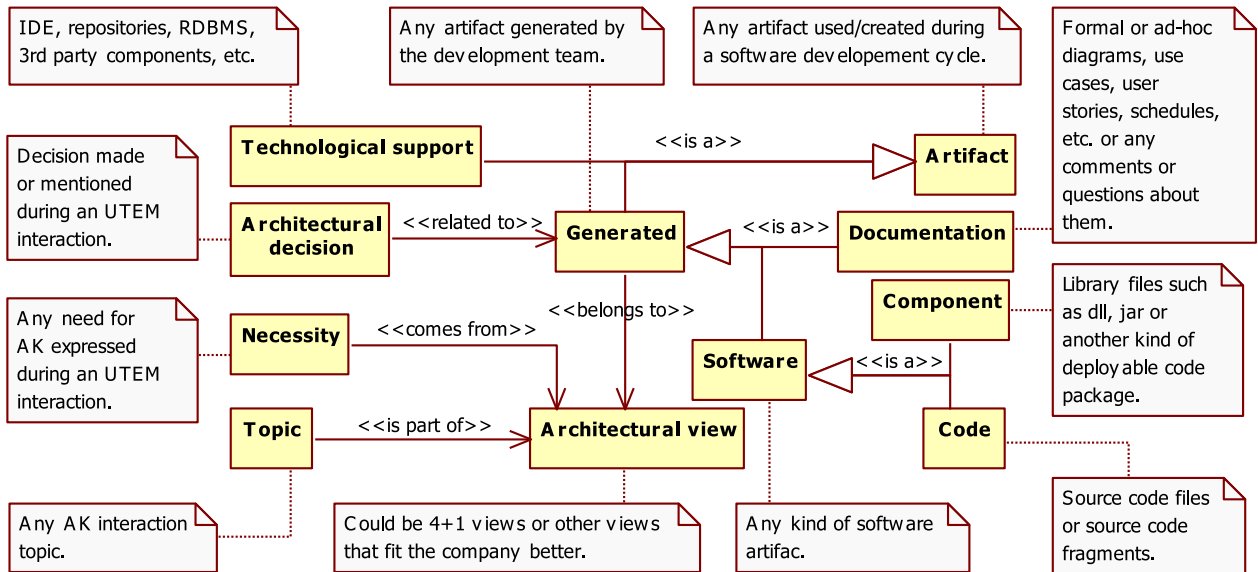 IDE, repositories, RDBMS,
3rd party components, etc.
Any artifact generated by
the development team.
Any artifact used/created during
a software developement cycle.
Formal or ad-hoc
diagrams, use
cases, user
stories, schedules,
etc. or any
comments or
questions about
them.
Technological support
<<is a>>
Artifact
Decision made
or mentioned
during an UTEM
interaction.
Architectural
decision
<<related to>>
Generated
<<is a>>
Documentation
Any need for
AK expressed
during an UTEM
interaction.
Necessity
<<comes from>>
<<belongs to>>
Software
<<is a>>
Component
Library files such
as dll, jar or
another kind of
deployable code
package.
Topic
<<is part of>>
Architectural view
Code
Any AK interaction
topic.
Could be 4+1 views or other views
that fit the company better.
Any kind of software
artifac.
Source code files
or source code
fragments.